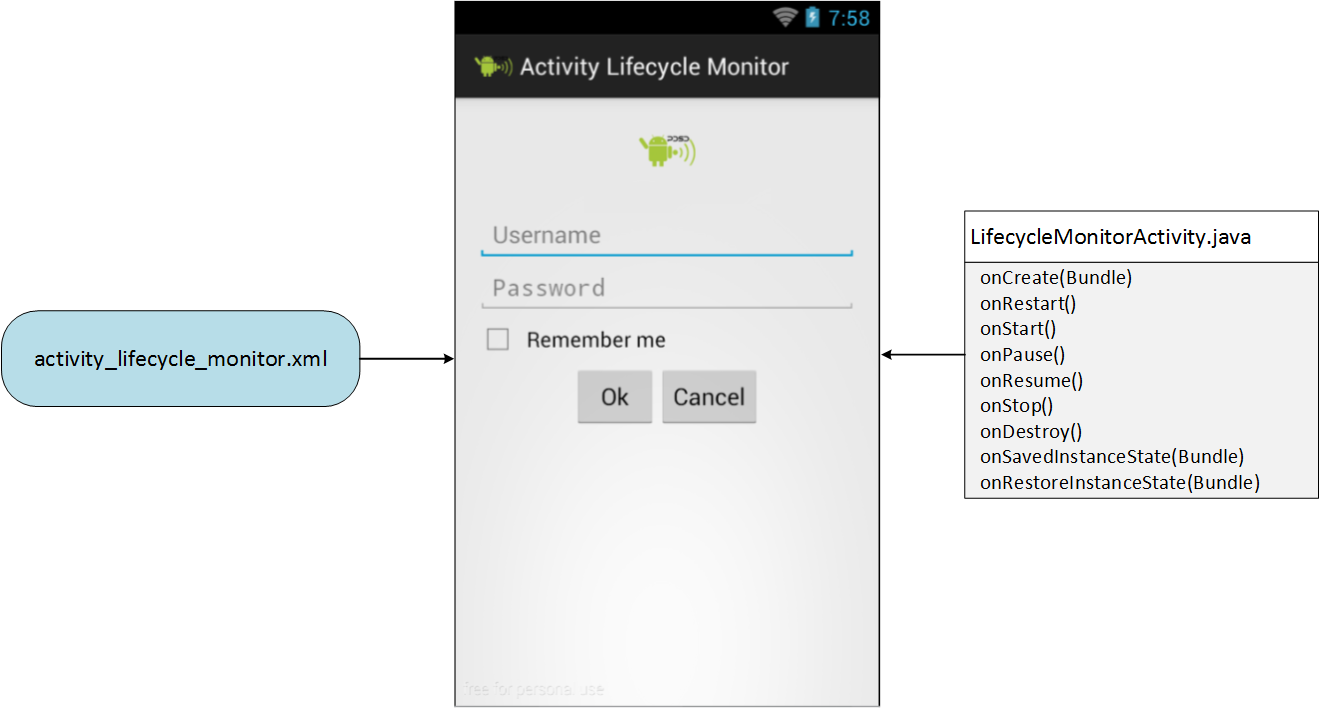 7:58
Activity Lifecycle Monitor
PDSD
Username
Password
Remember me
Ok Cancel
free for personal use
activity_lifecycle_monitor.xml
LifecycleMonitorActivity.java
onCreate(Bundle)
onRestart()
onStart()
onPause()
onResume()
onStop()
onDestroy()
onSavedInstanceState(Bundle)
onRestoreInstanceState(Bundle)